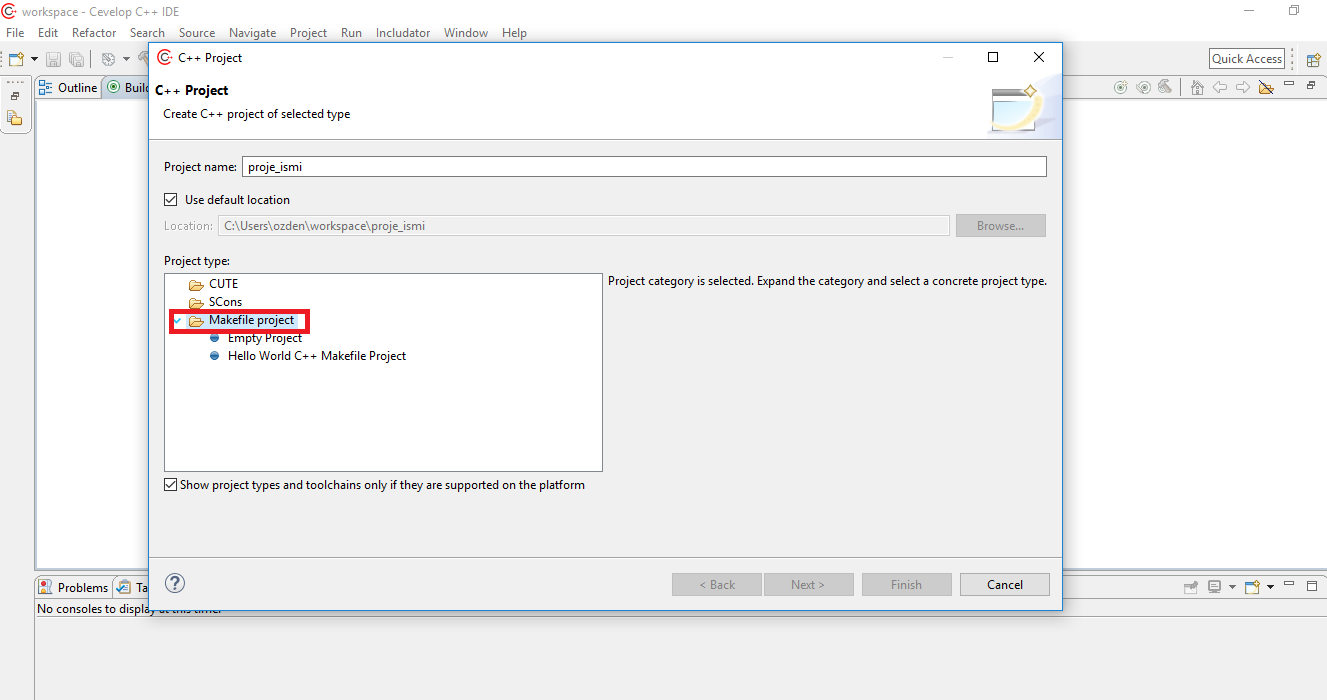 workspace - Cevelop C++ IDE
File Edit Refactor Search Source Navigate Project Run Includator Window Help
C++ Project
Quick Access
Outline
C++ Project
Create C++ project of selected type
Project name: proje_ismi
Use default location
Location: C:\Users\ozden\workspace\proje_ismi Browse...
Project type:
CUTE
SCons
Makefile project
Empty Project
Hello World C++ Makefile Project
Project category is selected. Expand the category and select a concrete project type.
Show project types and toolchains only if they are supported on the platform
? < Back Next > Finish Cancel
Problems
No consoles to display at this time.